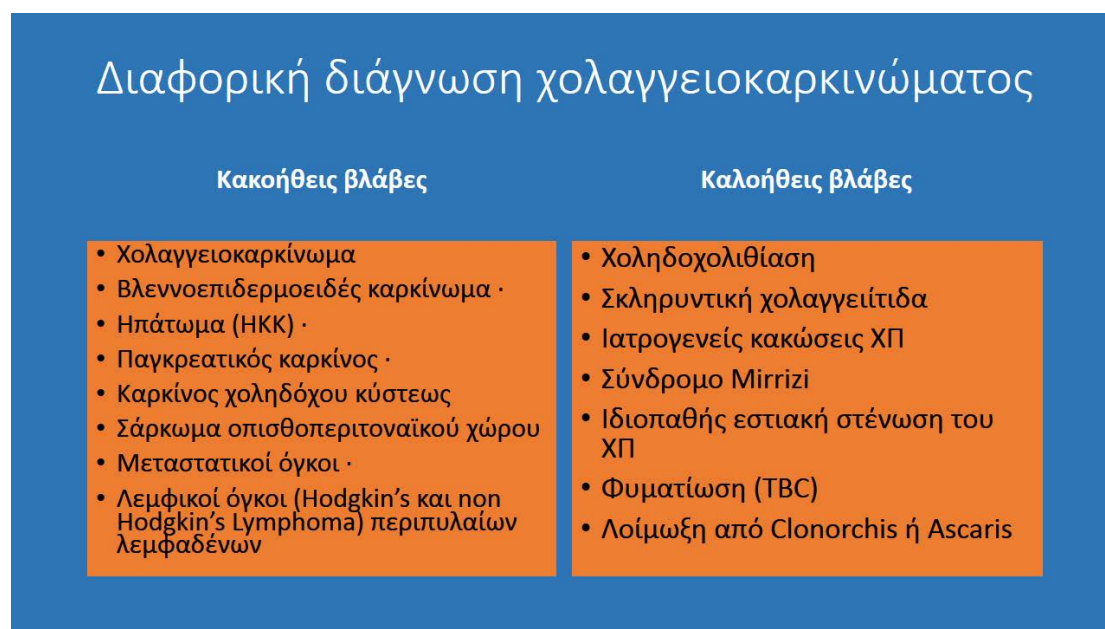 Διαφορική διάγνωση χολαγγειοκαρκινώματος
Κακοήθεις βλάβες
• Χολαγγειοκαρκίνωμα
• Βλεννοεπιδερμοειδές καρκίνωμα ·
• Ηπάτωμα (ΗΚΚ) ·
• Παγκρεατικός καρκίνος ·
• Καρκίνος χοληδόχου κύστεως
• Σάρκωμα οπισθοπεριτοναϊκού χώρου
• Μεταστατικοί όγκοι ·
• Λεμφικοί όγκοι (Hodgkin's και non
Hodgkin's Lymphoma) περιπυλαίων
λεμφαδένων
Καλοήθεις βλάβες
• Χοληδοχολιθίαση
• Σκληρυντική χολαγγειίτιδα
• Ιατρογενείς κακώσεις ΧΠ
• Σύνδρομο Mirrizi
• Ιδιοπαθής εστιακή στένωση του
ΧΠ
• Φυματίωση (TBC)
• Λοίμωξη από Clonorchis ή Ascaris